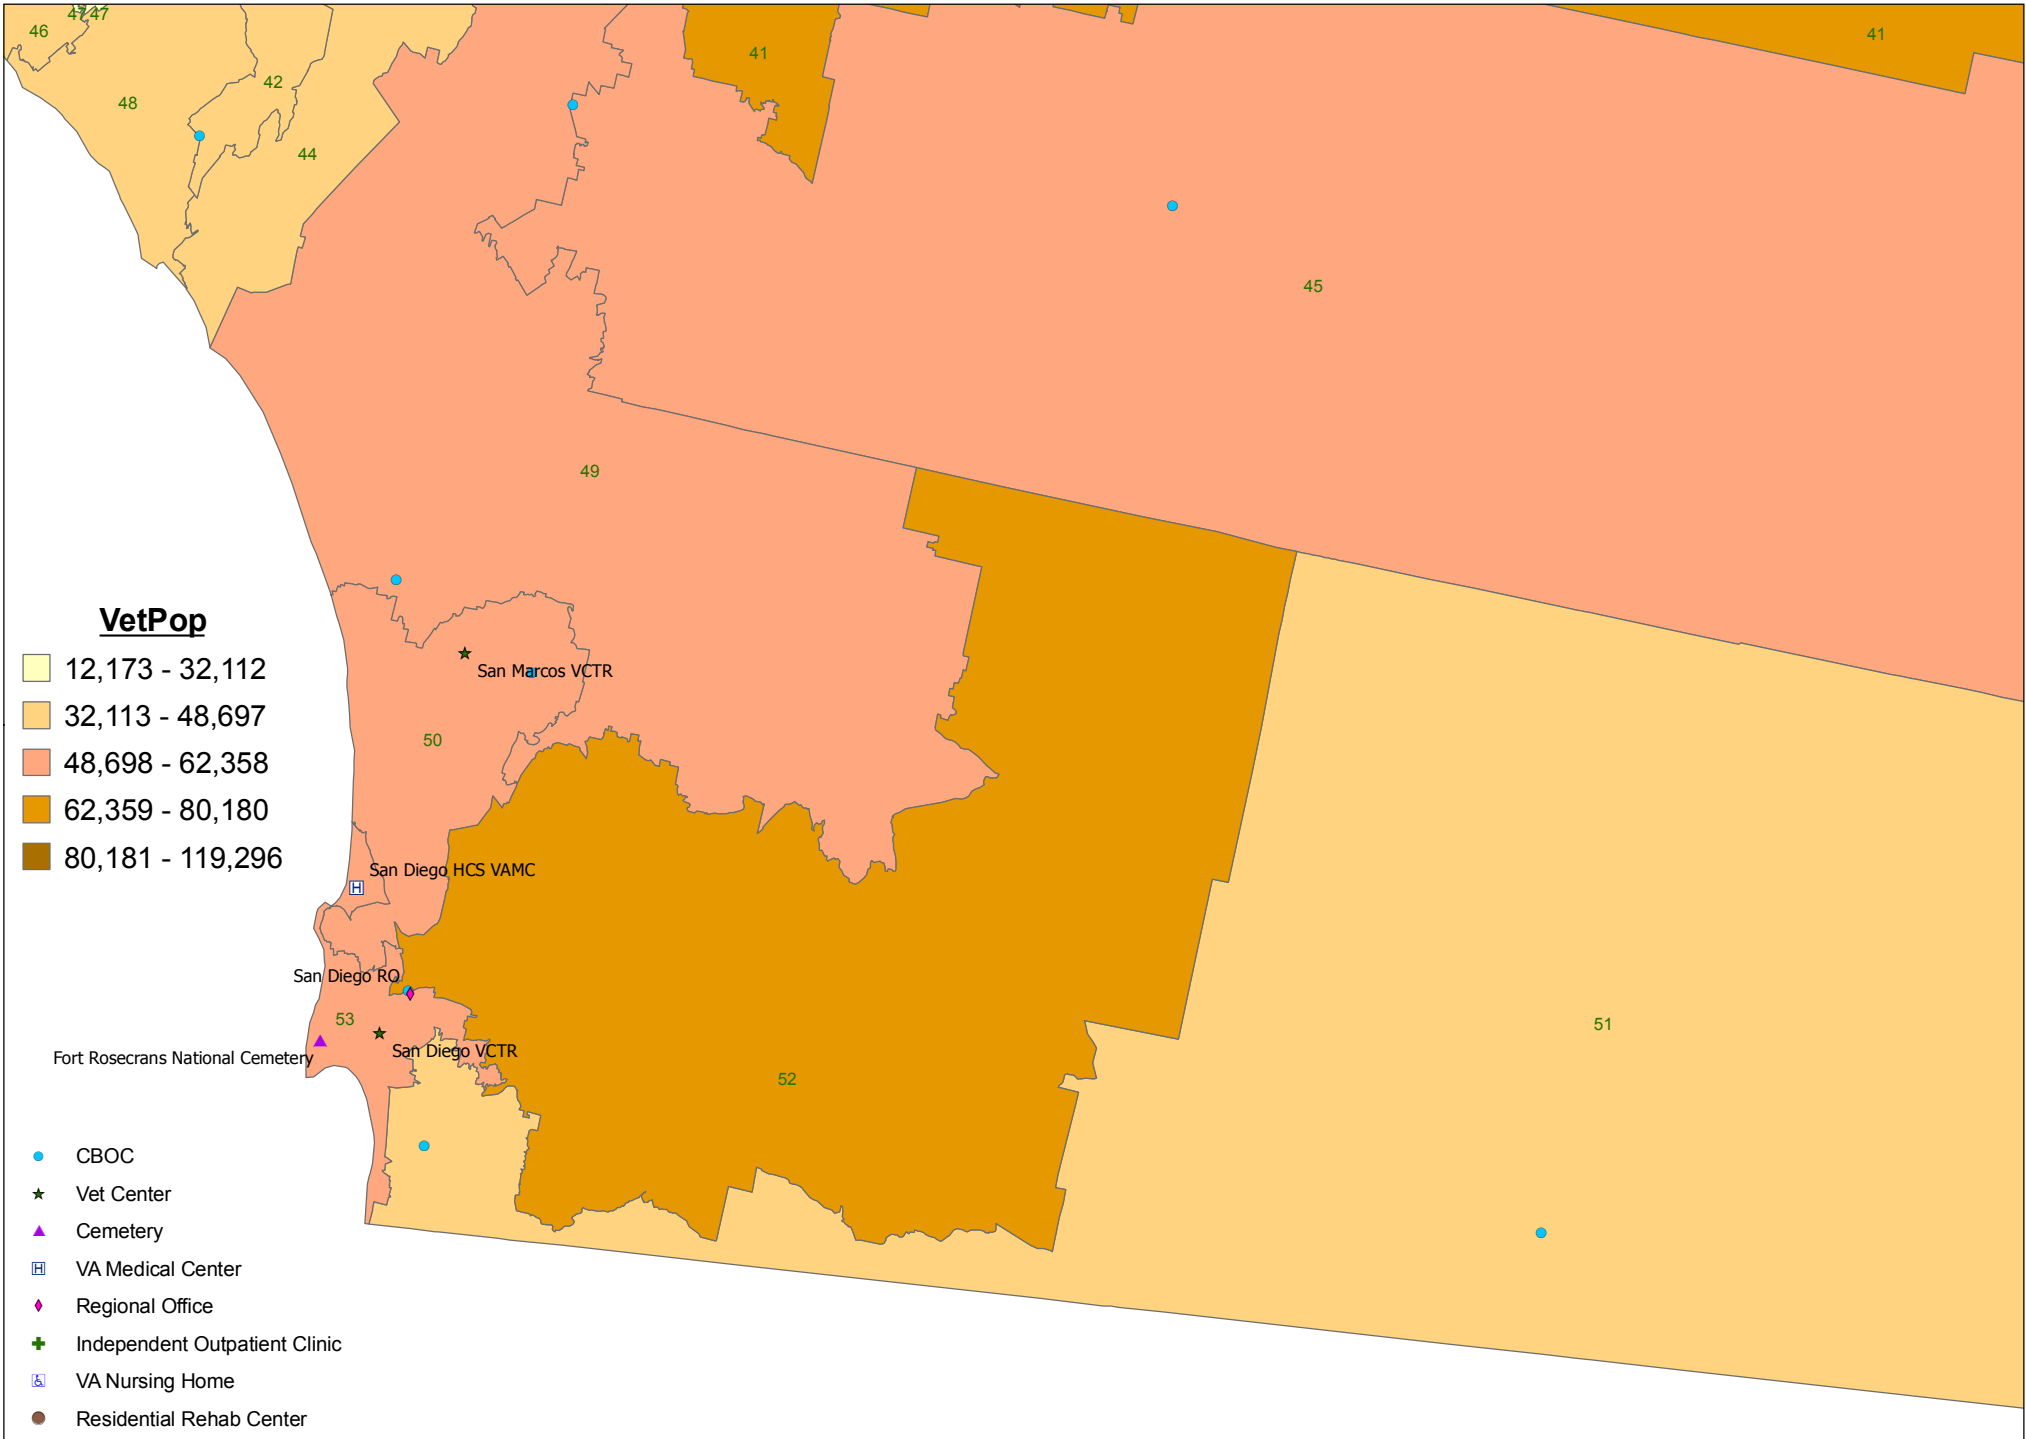 47 47
46
41
41
42
48
44
45
49
VetPop
12,173 - 32,112
32,113 - 48,697
48,698 - 62,358
62,359 - 80,180
80,181 - 119,296
San Marcos VCTR
50
San Diego HCS VAMC
San Diego RO
53
51
San Diego VCTR
Fort Rosecrans National Cemetery
52
CBOC
Vet Center
Cemetery
H VA Medical Center
Regional Office
Independent Outpatient Clinic
VA Nursing Home
Residential Rehab Center